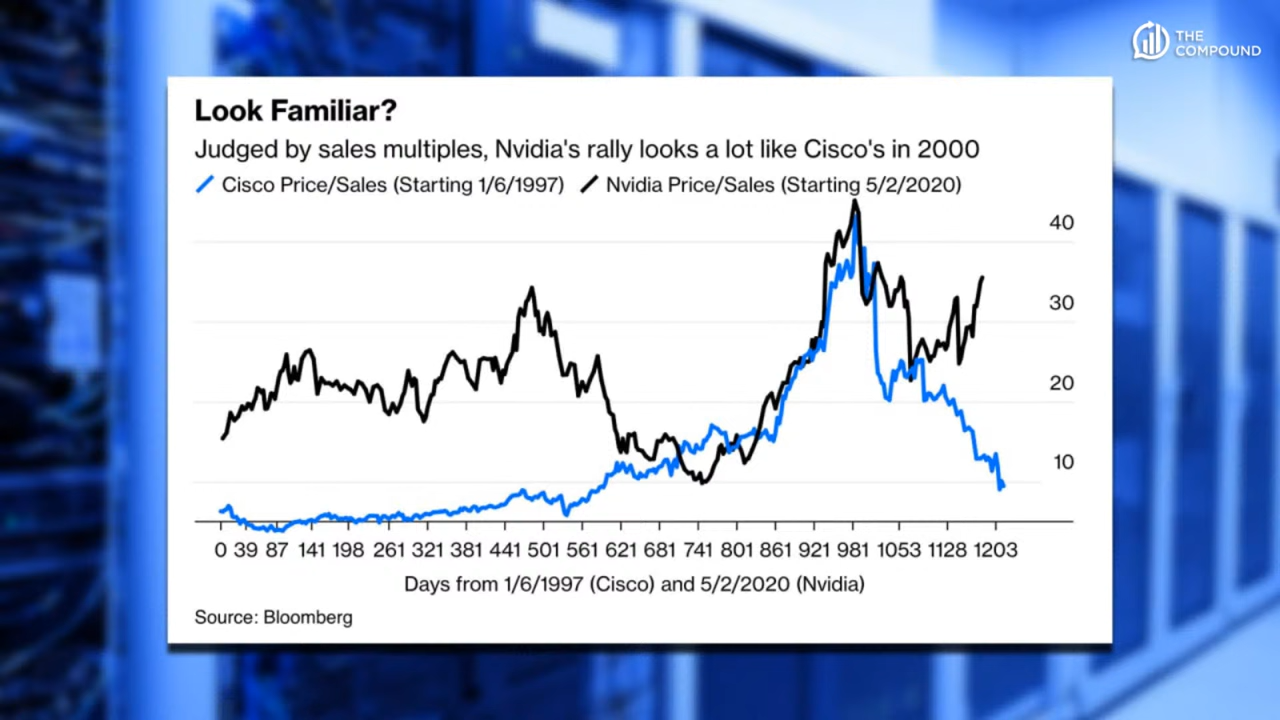 THE
COMPOUND
Look Familiar?
Judged by sales multiples, Nvidia's rally looks a lot like Cisco's in 2000
Cisco Price/Sales (Starting 1/6/1997) Nvidia Price/Sales (Starting 5/2/2020)
40
30
20
10
0 39 87 141 198 261 321 381 441 501 561 621 681 741 801 861 921 981 1053 1128 1203
Days from 1/6/1997 (Cisco) and 5/2/2020 (Nvidia)
Source: Bloomberg